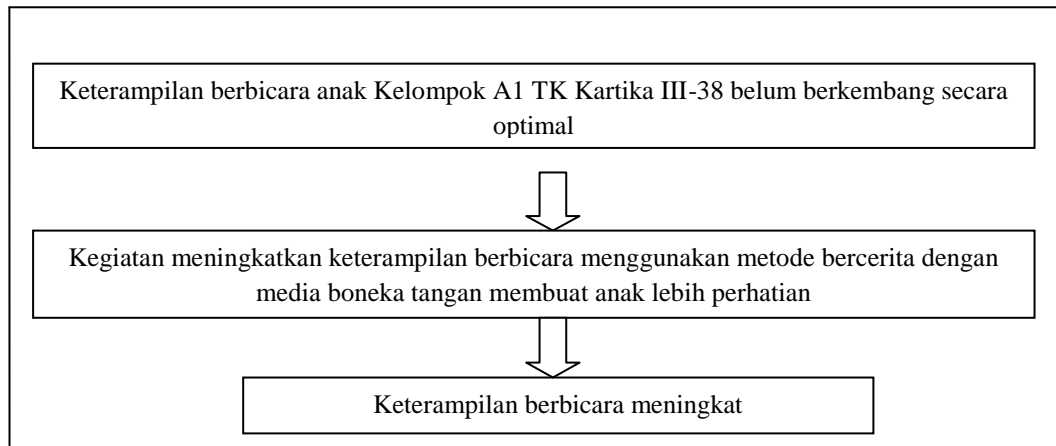 Keterampilan berbicara anak Kelompok A1 TK Kartika III-38 belum berkembang secara
optimal
Kegiatan meningkatkan keterampilan berbicara menggunakan metode bercerita dengan
media boneka tangan membuat anak lebih perhatian
Keterampilan berbicara meningkat